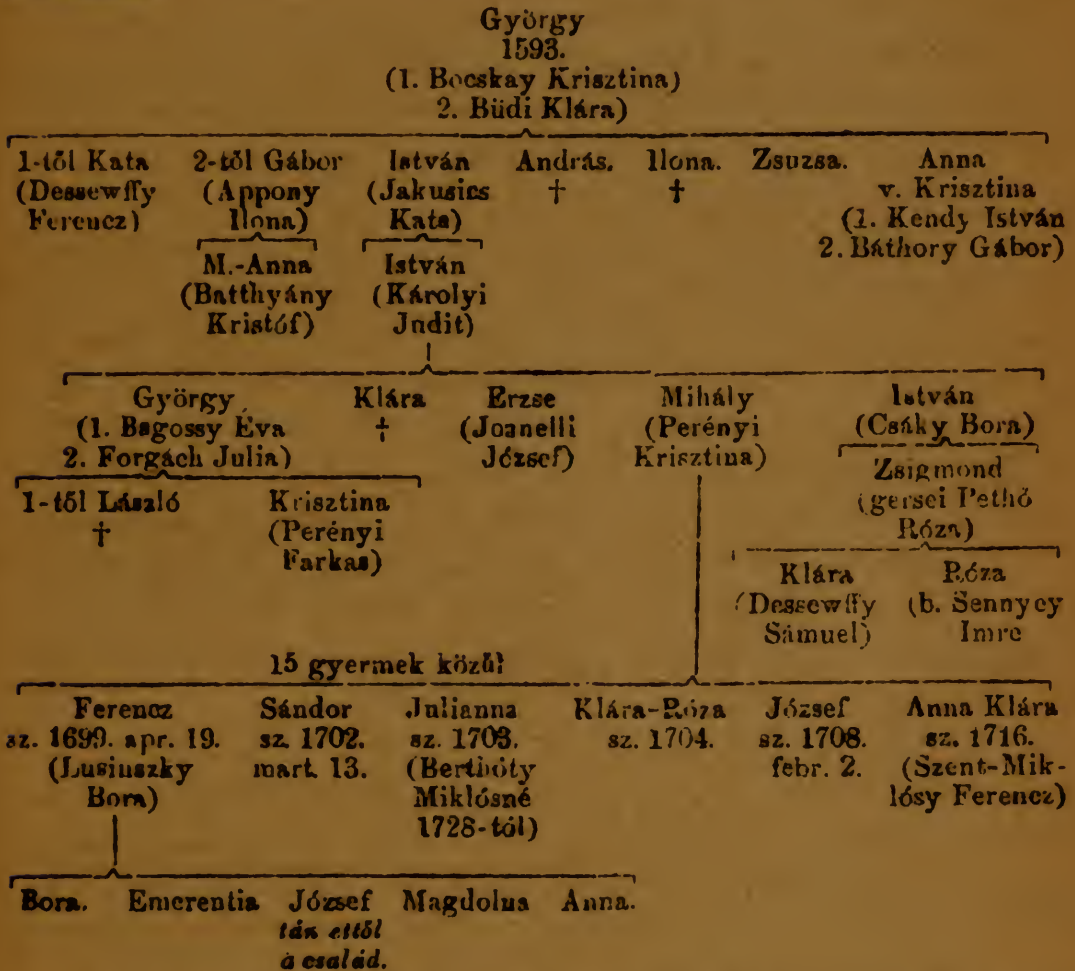 György
1593.
(1. Bocskay Krisztina)
2. Büdi Klára)
1-től Kata 2-tól Gábor István András. Ilona. Zsuzsa. Anna
(Dessewffy (Appony (Jakusics † † v. Krisztina
Ferencz) Ilona) Kata) (1. Kendy István
2. Báthory Gábor)
M.-Anna István
(Batthyány (Károlyi
Kristóf) Judit)
György Klára Erzse Mihály István
(1. Bagossy Éva † (Joanelli (Perényi (Csáky Bora)
2. Forgách Julia) József) Krisztina)
Zsigmond
1-től László Krisztina (gersei Pethő
† (Perényi Róza)
Farkas)
Klára Róza
(Dessewffy (b. Sennyey
Sámuel) Imre
15 gyermek közűl
Ferencz Sándor Julianna Klára-Róza József Anna Klára
sz. 1699. apr. 19. sz. 1702. sz. 1703. sz. 1704. sz. 1708. sz. 1716.
(Lusinszky mart. 13. (Berthóty febr. 2. (Szent-Mik-
Bora) Miklósné lósy Ferencz)
1728-tól)
Bora. Emerentia József Magdolna Anna.
tán ettől
a család.